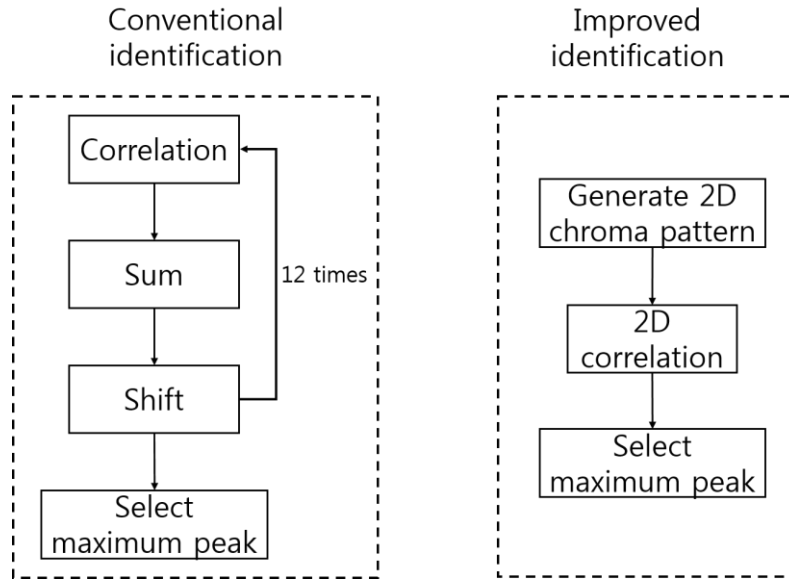 Conventional
identification
Correlation
Sum
12 times
Shift
Select
maximum peak
Improved
identification
Generate 2D
chroma pattern
2D
correlation
Select
maximum peak